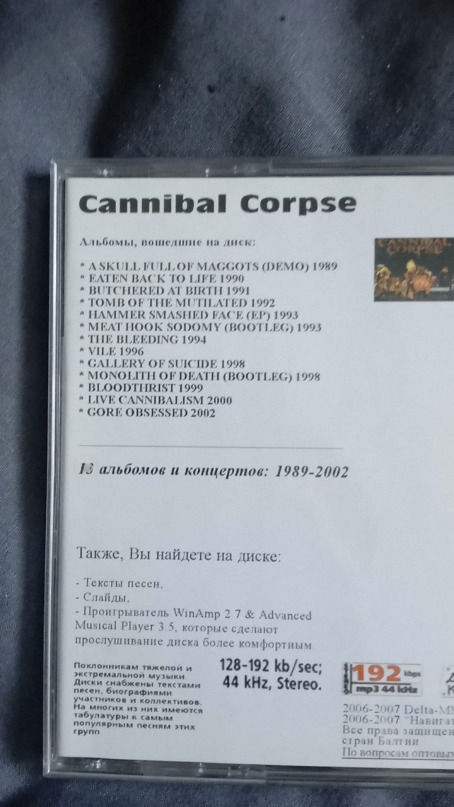 Cannibal Corpse
Альбомы, вошедшие на диск:
* A SKULL FULL OF MAGGOTS (DEMO) 1989
* EATEN BACK TO LIFE 1990
* BUTCHERED AT BIRTH 1991
* TOMB OF THE MUTILATED 1992
* HAMMER SMASHED FACE (EP) 1993
* MEAT HOOK SODOMY (BOOTLEG) 1993
* THE BLEEDING 1994
* VILE 1996
* GALLERY OF SUICIDE 1998
* MONOLITH OF DEATH (BOOTLEG) 1998
* BLOODTHRIST 1999
* LIVE CANNIBALISM 2000
* GORE OBSESSED 2002
CANNIBAL
CORPSE
13 альбомов и концертов: 1989-2002
Также, Вы найдете на диске:
- Тексты песен,
- Слайды,
- Проигрыватель WinAmp 2 7 & Advanced
Musical Player 3 5, которые сделают
прослушивание диска более комфортным
Поклонникам тяжелой и
экстремальной музыки
Диски снабжены текстами
песен, биографиями
участников и коллективов.
На многих из них имеются
табулатуры к самым
популярным песням этих
групп
128-192 kb/sec;
44 kHz, Stereo.
192 kbps
mp3 44 kHz
2006-2007 Delta-M
2006-2007 "Навига
Все права защищен
стран Балтии
По вопросам оптовы